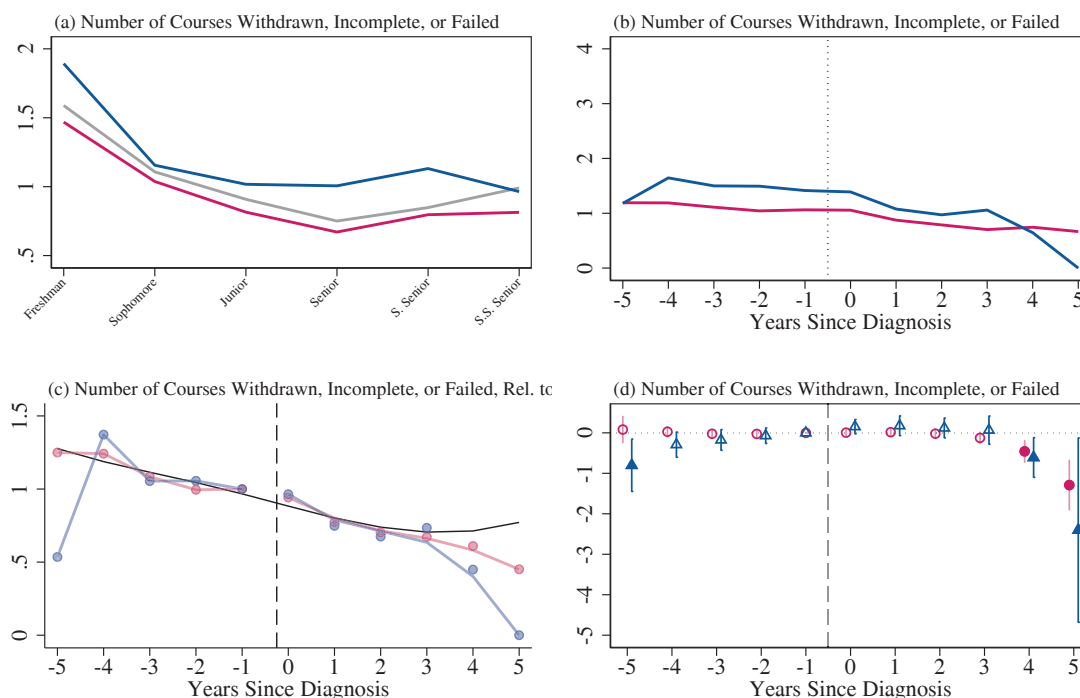 (a) Number of Courses Withdrawn, Incomplete, or Failed
2
1.5
1
.5
Freshman
Sophomore
Junior
Senior
S. Senior
S.S. Senior
(b) Number of Courses Withdrawn, Incomplete, or Failed
4
3
2
1
0
-5 -4 -3 -2 -1 0 1 2 3 4 5
Years Since Diagnosis
(c) Number of Courses Withdrawn, Incomplete, or Failed, Rel. to
1.5
1
.5
0
-5 -4 -3 -2 -1 0 1 2 3 4 5
Years Since Diagnosis
(d) Number of Courses Withdrawn, Incomplete, or Failed
0
-1
-2
-3
-4
-5
-5 -4 -3 -2 -1 0 1 2 3 4 5
Years Since Diagnosis